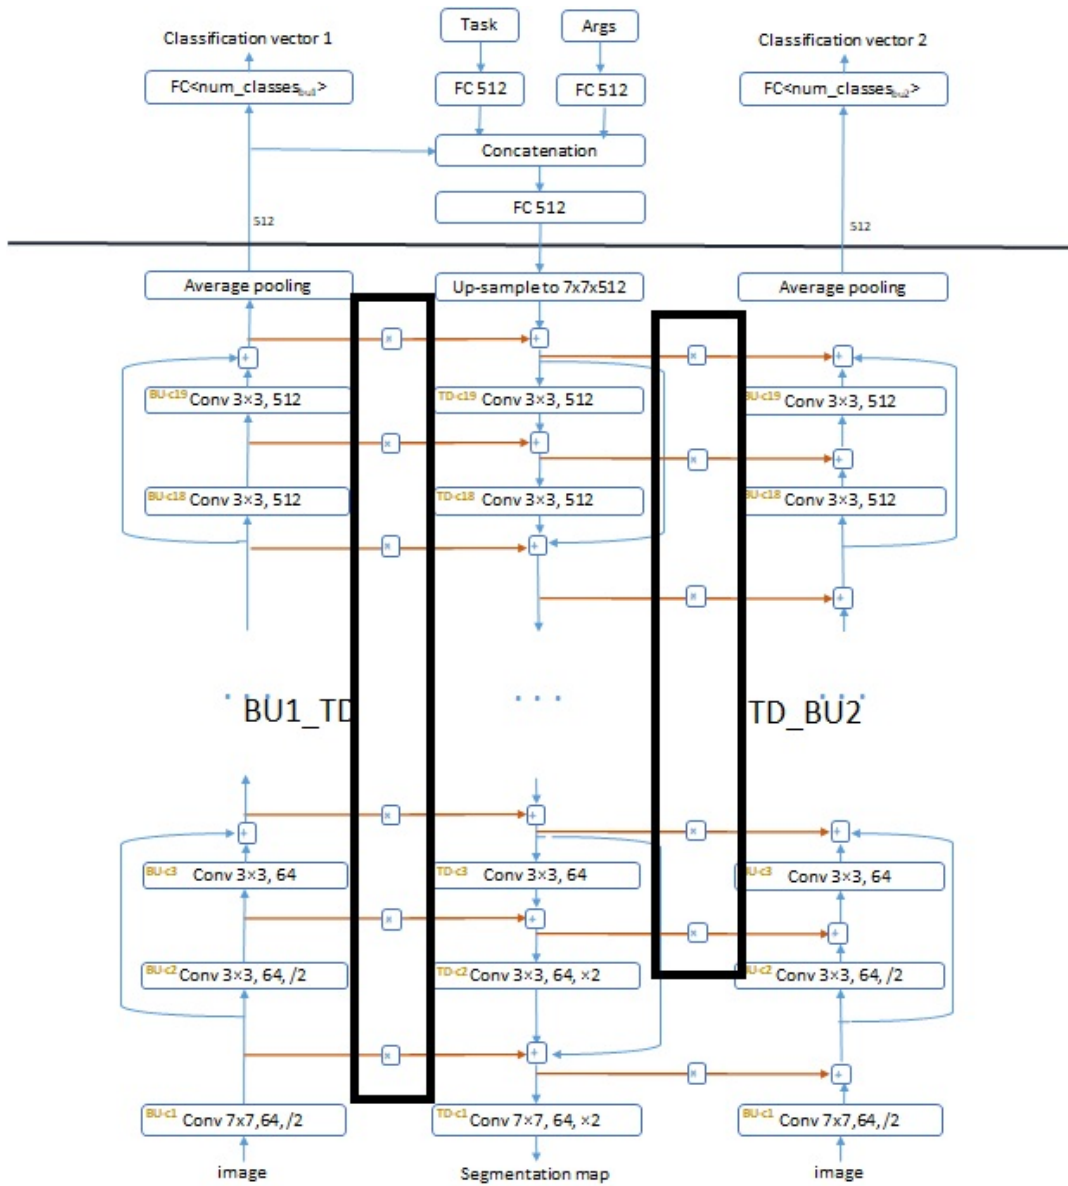 Task
Args
Classification vector 1
Classification vector 2
FC<num_classes_bu1>
FC 512
FC 512
FC<num_classes_bu2>
Concatenation
FC 512
512
512
Average pooling
Up-sample to 7x7x512
Average pooling
×
+
×
+
+
BU-c19 Conv 3×3, 512
TD-c19 Conv 3×3, 512
BU-c19 Conv 3×3, 512
×
+
×
+
BU-c18 Conv 3×3, 512
TD-c18 Conv 3×3, 512
BU-c18 Conv 3×3, 512
×
+
×
+
. . .
. . .
. . .
BU1_TD
TD_BU2
×
+
+
×
+
BU-c3 Conv 3×3, 64
TD-c3 Conv 3×3, 64
BU-c3 Conv 3×3, 64
×
+
×
+
BU-c2 Conv 3×3, 64, /2
TD-c2 Conv 3×3, 64, ×2
BU-c2 Conv 3×3, 64, /2
×
+
×
+
BU-c1 Conv 7x7,64, /2
TD-c1 Conv 7×7, 64, ×2
BU-c1 Conv 7x7,64, /2
image
Segmentation map
image